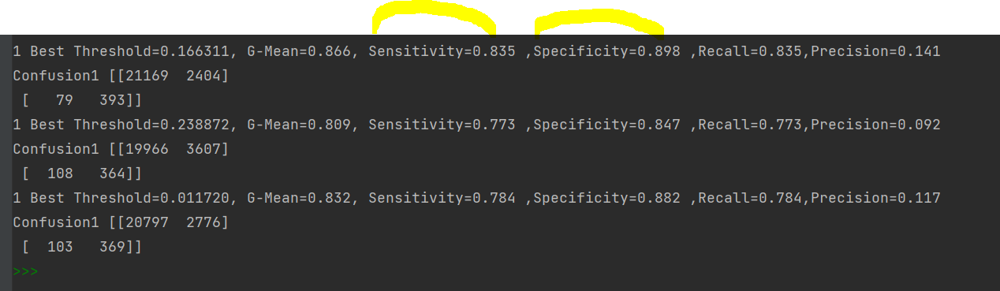 1 Best Threshold=0.166311, G-Mean=0.866, Sensitivity=0.835 ,Specificity=0.898 ,Recall=0.835,Precision=0.141
Confusion1 [[21169  2404]
 [   79   393]]
1 Best Threshold=0.238872, G-Mean=0.809, Sensitivity=0.773 ,Specificity=0.847 ,Recall=0.773,Precision=0.092
Confusion1 [[19966  3607]
 [  108   364]]
1 Best Threshold=0.011720, G-Mean=0.832, Sensitivity=0.784 ,Specificity=0.882 ,Recall=0.784,Precision=0.117
Confusion1 [[20797  2776]
 [  103   369]]
>>>